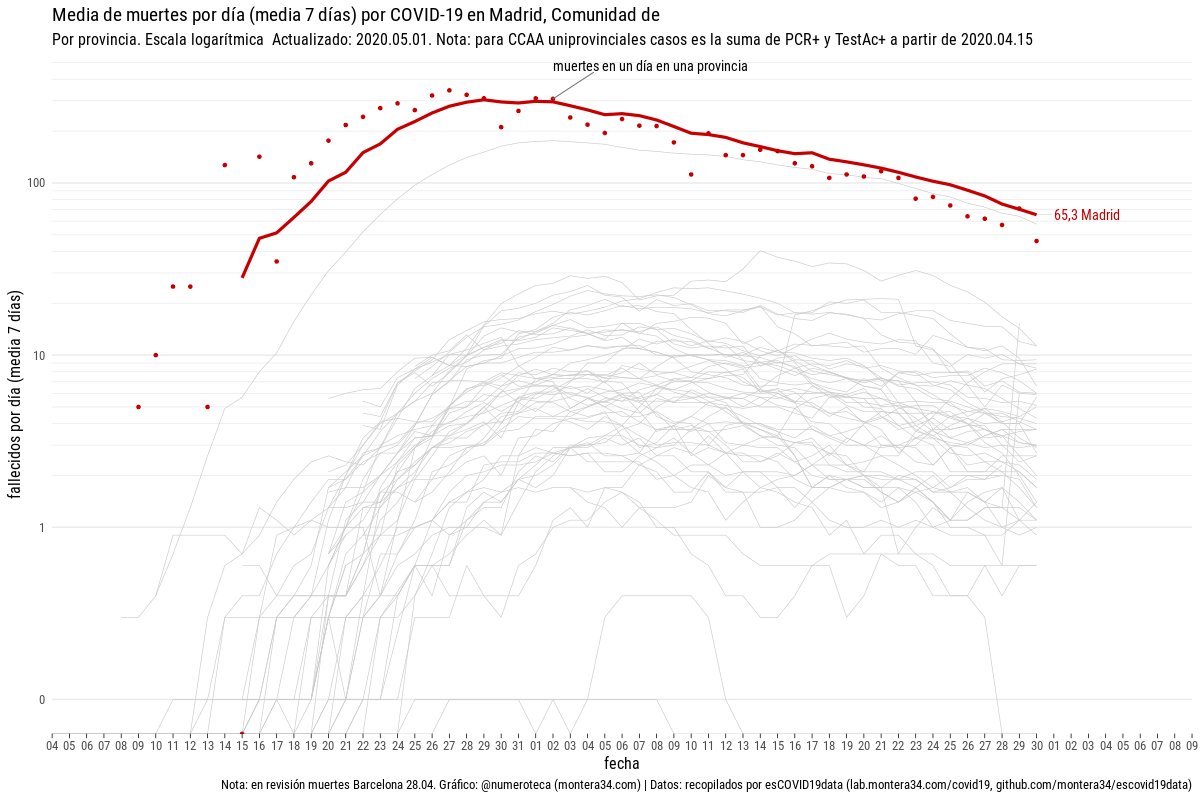 Media de muertes por día (media 7 días) por COVID-19 en Madrid, Comunidad de
Por provincia. Escala logarítmica  Actualizado: 2020.05.01. Nota: para CCAA uniprovinciales casos es la suma de PCR+ y TestAc+ a partir de 2020.04.15
muertes en un día en una provincia
fallecidos por día (media 7 días)
100
10
1
0
65,3 Madrid
04 05 06 07 08 09 10 11 12 13 14 15 16 17 18 19 20 21 22 23 24 25 26 27 28 29 30 31 01 02 03 04 05 06 07 08 09 10 11 12 13 14 15 16 17 18 19 20 21 22 23 24 25 26 27 28 29 30 01 02 03 04 05 06 07 08 09
fecha
Nota: en revisión muertes Barcelona 28.04. Gráfico: @numeroteca (montera34.com) | Datos: recopilados por esCOVID19data (lab.montera34.com/covid19, github.com/montera34/escovid19data)